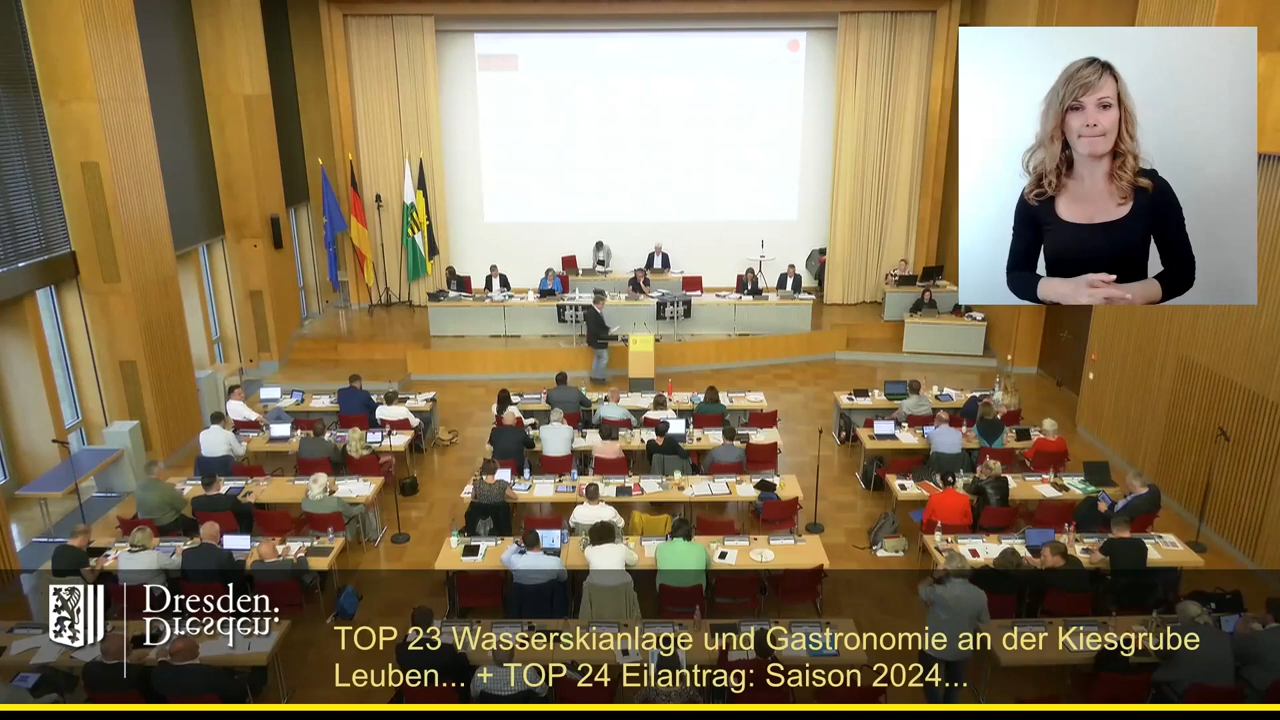 Dresden.
Dresden.
TOP 23 Wasserskianlage und Gastronomie an der Kiesgrube
Leuben... + TOP 24 Eilantrag: Saison 2024...